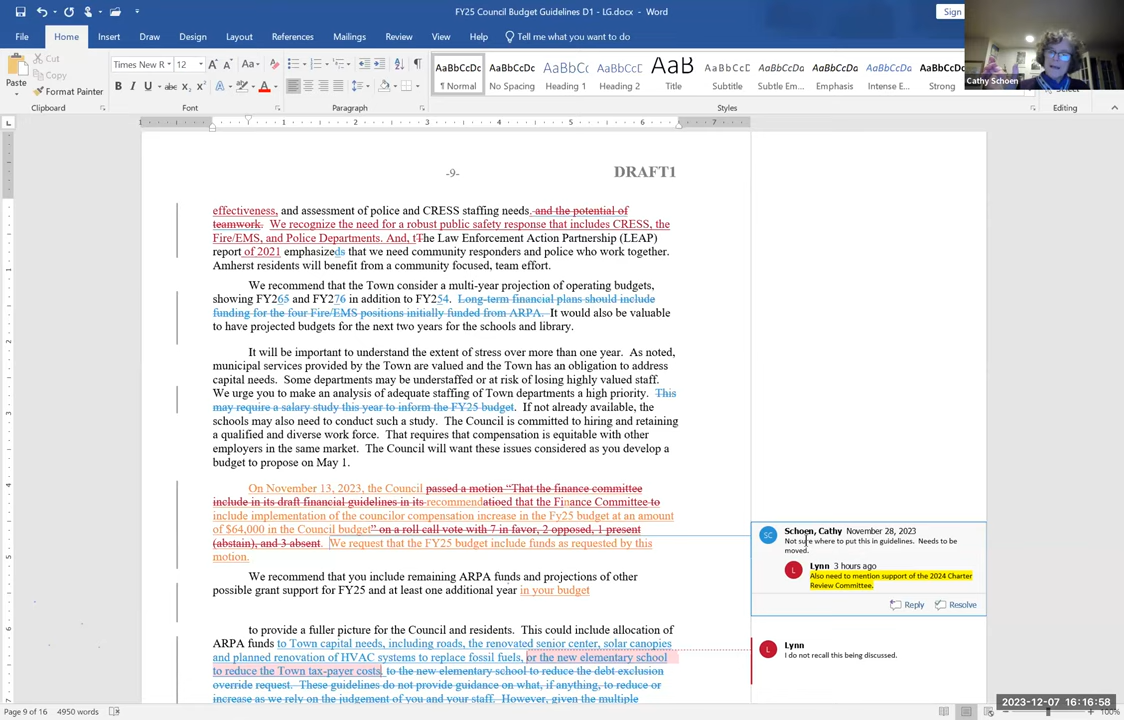 FY25 Council Budget Guidelines D1 - LG.docx - Word
Sign
File Home Insert Draw Design Layout References Mailings Review View Help Tell me what you want to do
Cathy Schoen
Paste
Cut
Copy
Format Painter
Times New R 12
AaBbCcDc AaBbCcDc AaBbCc AaBbCcD AaB AaBbCcD AaBbCcDc AaBbCcDc AaBbCcDc AaBbCcDc
¶ Normal No Spacing Heading 1 Heading 2 Title Subtitle Subtle Em... Emphasis Intense E... Strong
Clipboard Font Paragraph Styles Editing
-9- DRAFT1
effectiveness, and assessment of police and CRESS staffing needs. and the potential of
teamwork. We recognize the need for a robust public safety response that includes CRESS, the
Fire/EMS, and Police Departments. And, tThe Law Enforcement Action Partnership (LEAP)
report of 2021 emphasizeds that we need community responders and police who work together.
Amherst residents will benefit from a community focused, team effort.
We recommend that the Town consider a multi-year projection of operating budgets,
showing FY265 and FY276 in addition to FY254. Long-term financial plans should include
funding for the four Fire/EMS positions initially funded from ARPA. It would also be valuable
to have projected budgets for the next two years for the schools and library.
It will be important to understand the extent of stress over more than one year. As noted,
municipal services provided by the Town are valued and the Town has an obligation to address
capital needs. Some departments may be understaffed or at risk of losing highly valued staff.
We urge you to make an analysis of adequate staffing of Town departments a high priority. This
may require a salary study this year to inform the FY25 budget. If not already available, the
schools may also need to conduct such a study. The Council is committed to hiring and retaining
a qualified and diverse work force. That requires that compensation is equitable with other
employers in the same market. The Council will want these issues considered as you develop a
budget to propose on May 1.
On November 13, 2023, the Council passed a motion “That the finance committee
include in its draft financial guidelines in its recommendatioed that the Finance Committee to
include implementation of the councilor compensation increase in the Fy25 budget at an amount
of $64,000 in the Council budget” on a roll call vote with 7 in favor, 2 opposed, 1 present
(abstain), and 3 absent. We request that the FY25 budget include funds as requested by this
motion.
We recommend that you include remaining ARPA funds and projections of other
possible grant support for FY25 and at least one additional year in your budget
to provide a fuller picture for the Council and residents. This could include allocation of
ARPA funds to Town capital needs, including roads, the renovated senior center, solar canopies
and planned renovation of HVAC systems to replace fossil fuels, or the new elementary school
to reduce the Town tax-payer costs, to the new elementary school to reduce the debt exclusion
override request. These guidelines do not provide guidance on what, if anything, to reduce or
increase as we rely on the judgement of you and your staff. However, given the multiple
SC Schoen, Cathy November 28, 2023
Not sure where to put this in guidelines. Needs to be
moved.
L Lynn 3 hours ago
Also need to mention support of the 2024 Charter
Review Committee.
Reply Resolve
L Lynn
I do not recall this being discussed.
Page 9 of 16 4950 words
2023-12-07 16:16:58
100%